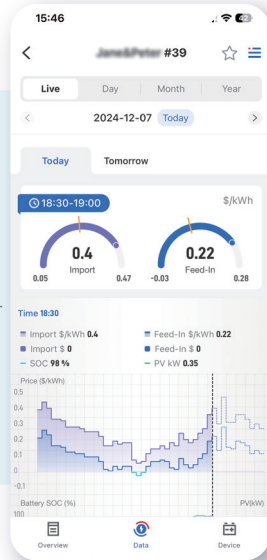 15:46
42
#39
Live Day Month Year
2024-12-07 Today
Today Tomorrow
18:30-19:00 $/kWh
0.4 0.22
Import Feed-In
0.05 0.47 -0.03 0.28
Time 18:30
Import $/kWh 0.4 Feed-In $/kWh 0.22
Import $ 0 Feed-In $ 0
SOC 98 % PV kW 0.35
Price ($/kWh)
0.5
0.4
0.3
0.2
0.1
0
-0.1
Battery SOC (%) PV(kW)
100
Overview Data Device